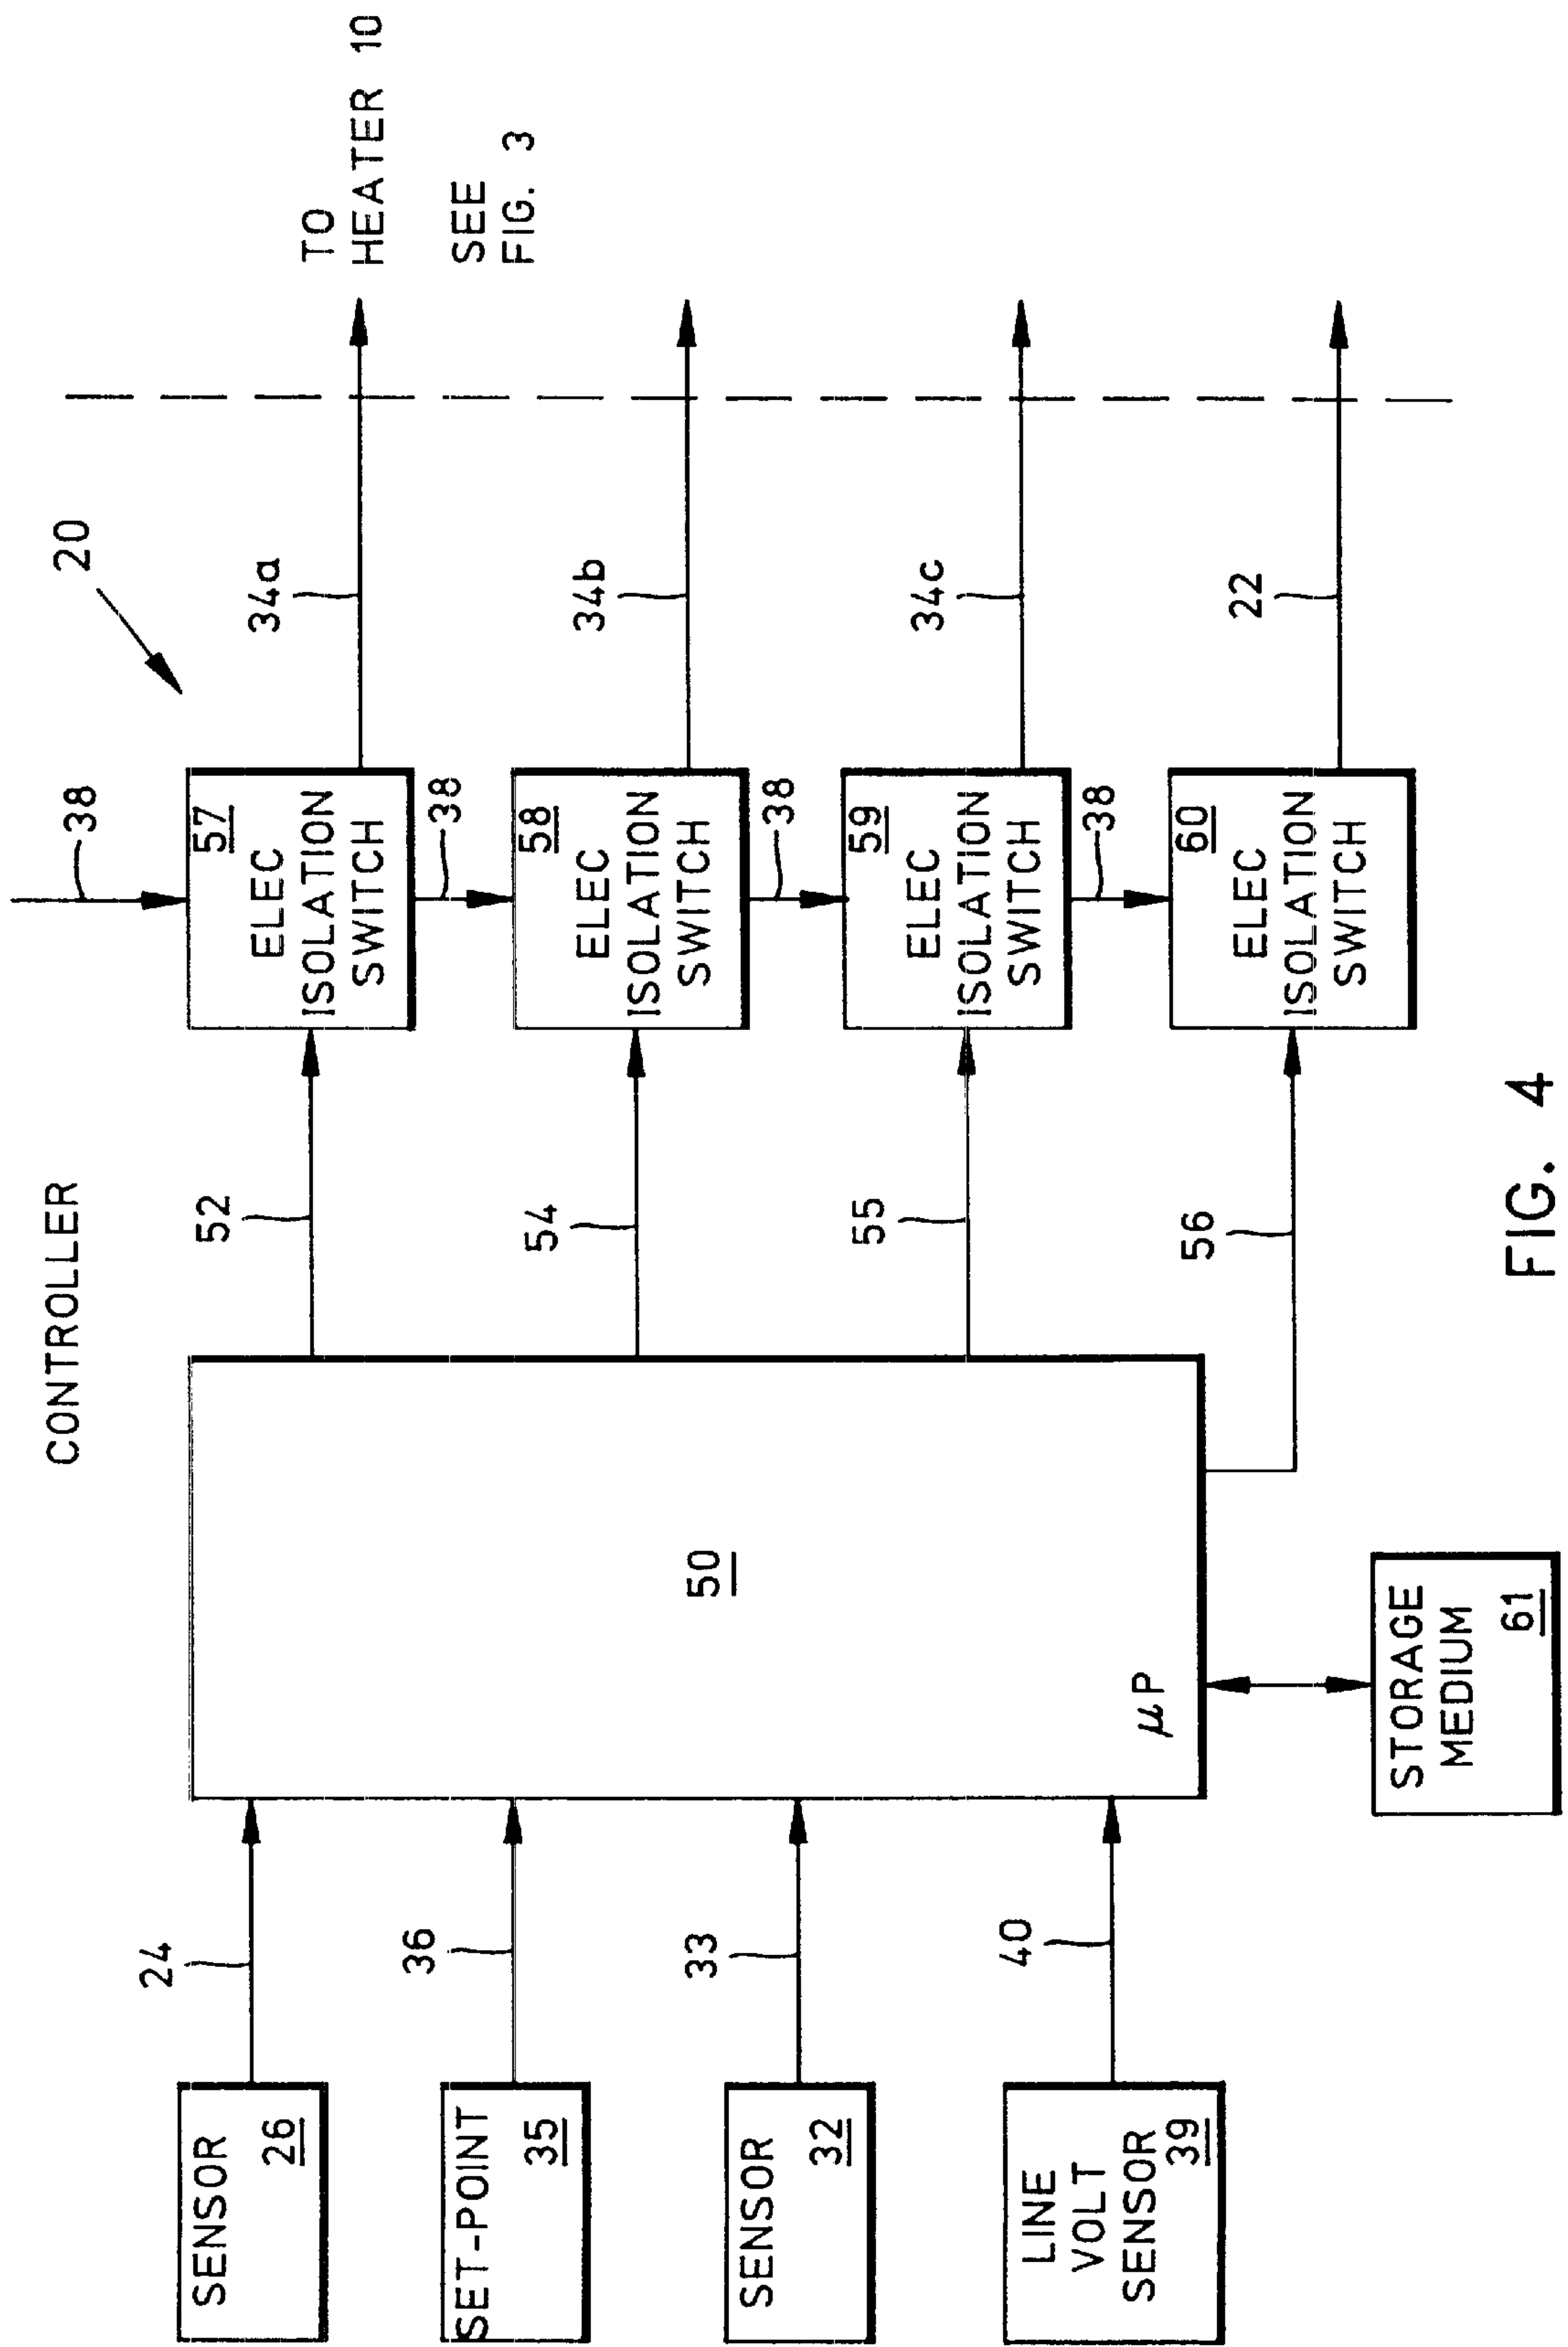 CONTROLLER
20
38
SENSOR
26
24
SET-POINT
35
36
SENSOR
32
33
LINE
VOLT
SENSOR
39
40
50
μP
STORAGE
MEDIUM
61
52
54
55
56
57
ELEC
ISOLATION
SWITCH
38
58
ELEC
ISOLATION
SWITCH
38
59
ELEC
ISOLATION
SWITCH
38
60
ELEC
ISOLATION
SWITCH
34a
34b
34c
22
TO
HEATER 10
SEE
FIG. 3
FIG. 4